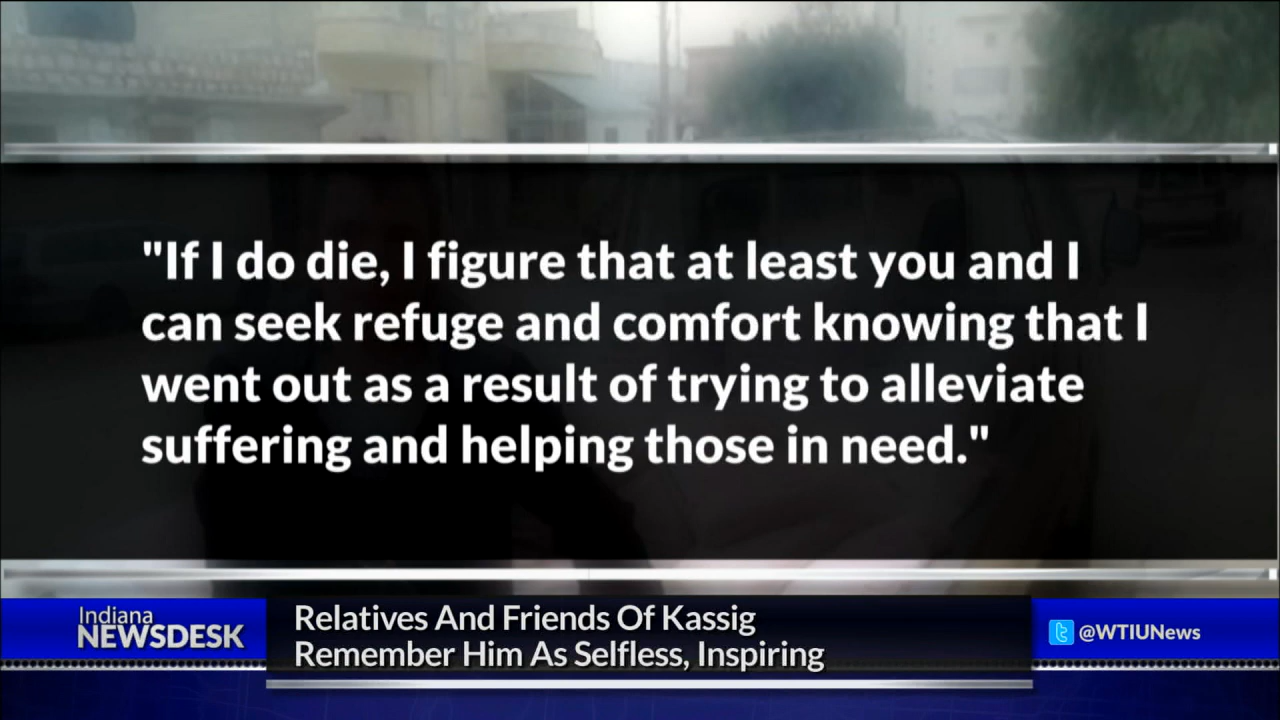 "If I do die, I figure that at least you and I
can seek refuge and comfort knowing that I
went out as a result of trying to alleviate
suffering and helping those in need."
Indiana
NEWSDESK
Relatives And Friends Of Kassig
Remember Him As Selfless, Inspiring
@WTIUNews